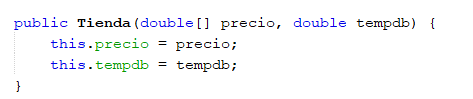 public Tienda(double[] precio, double tempdb) {
    this.precio = precio;
    this.tempdb = tempdb;
}